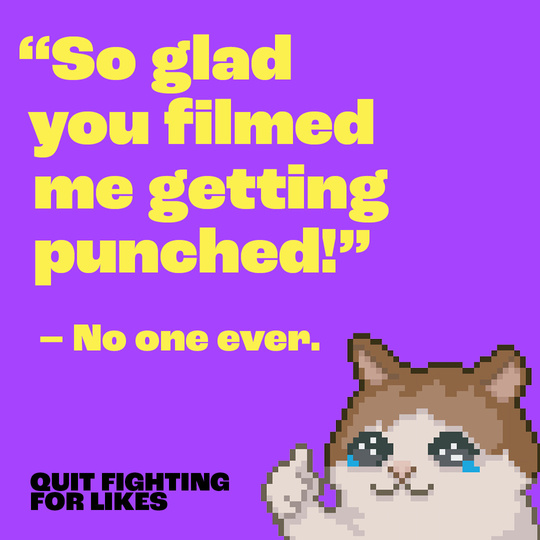 “So glad
you filmed
me getting
punched!”
– No one ever.
QUIT FIGHTING
FOR LIKES